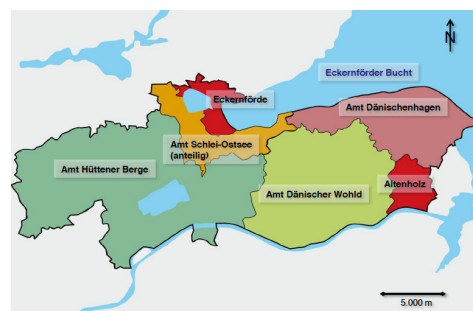 N
Eckernförder Bucht
Eckernförde
Amt Dänischenhagen
Amt Schlei-Ostsee
(anteilig)
Amt Hüttener Berge
Amt Dänischer Wohld
Altenholz
5.000 m